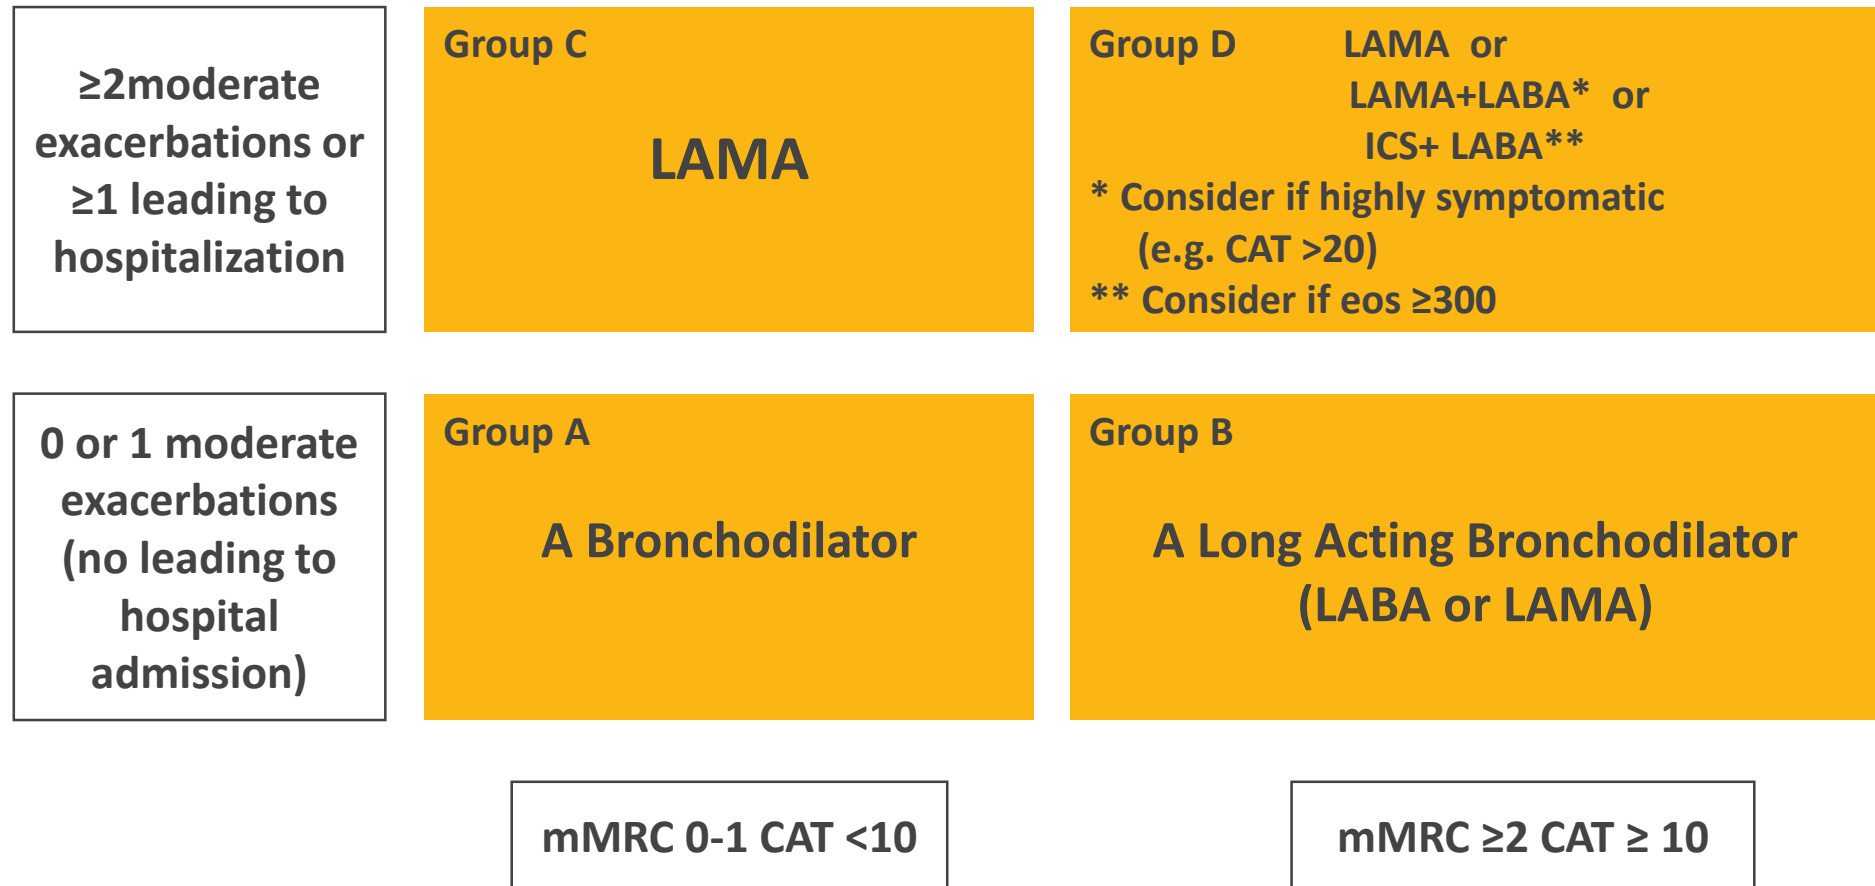 ≥2moderate
exacerbations or
≥1 leading to
hospitalization
Group C
LAMA
Group D LAMA or
LAMA+LABA* or
ICS+ LABA**
* Consider if highly symptomatic
(e.g. CAT >20)
** Consider if eos ≥300
0 or 1 moderate
exacerbations
(no leading to
hospital
admission)
Group A
A Bronchodilator
Group B
A Long Acting Bronchodilator
(LABA or LAMA)
mMRC 0-1 CAT <10
mMRC ≥2 CAT ≥ 10